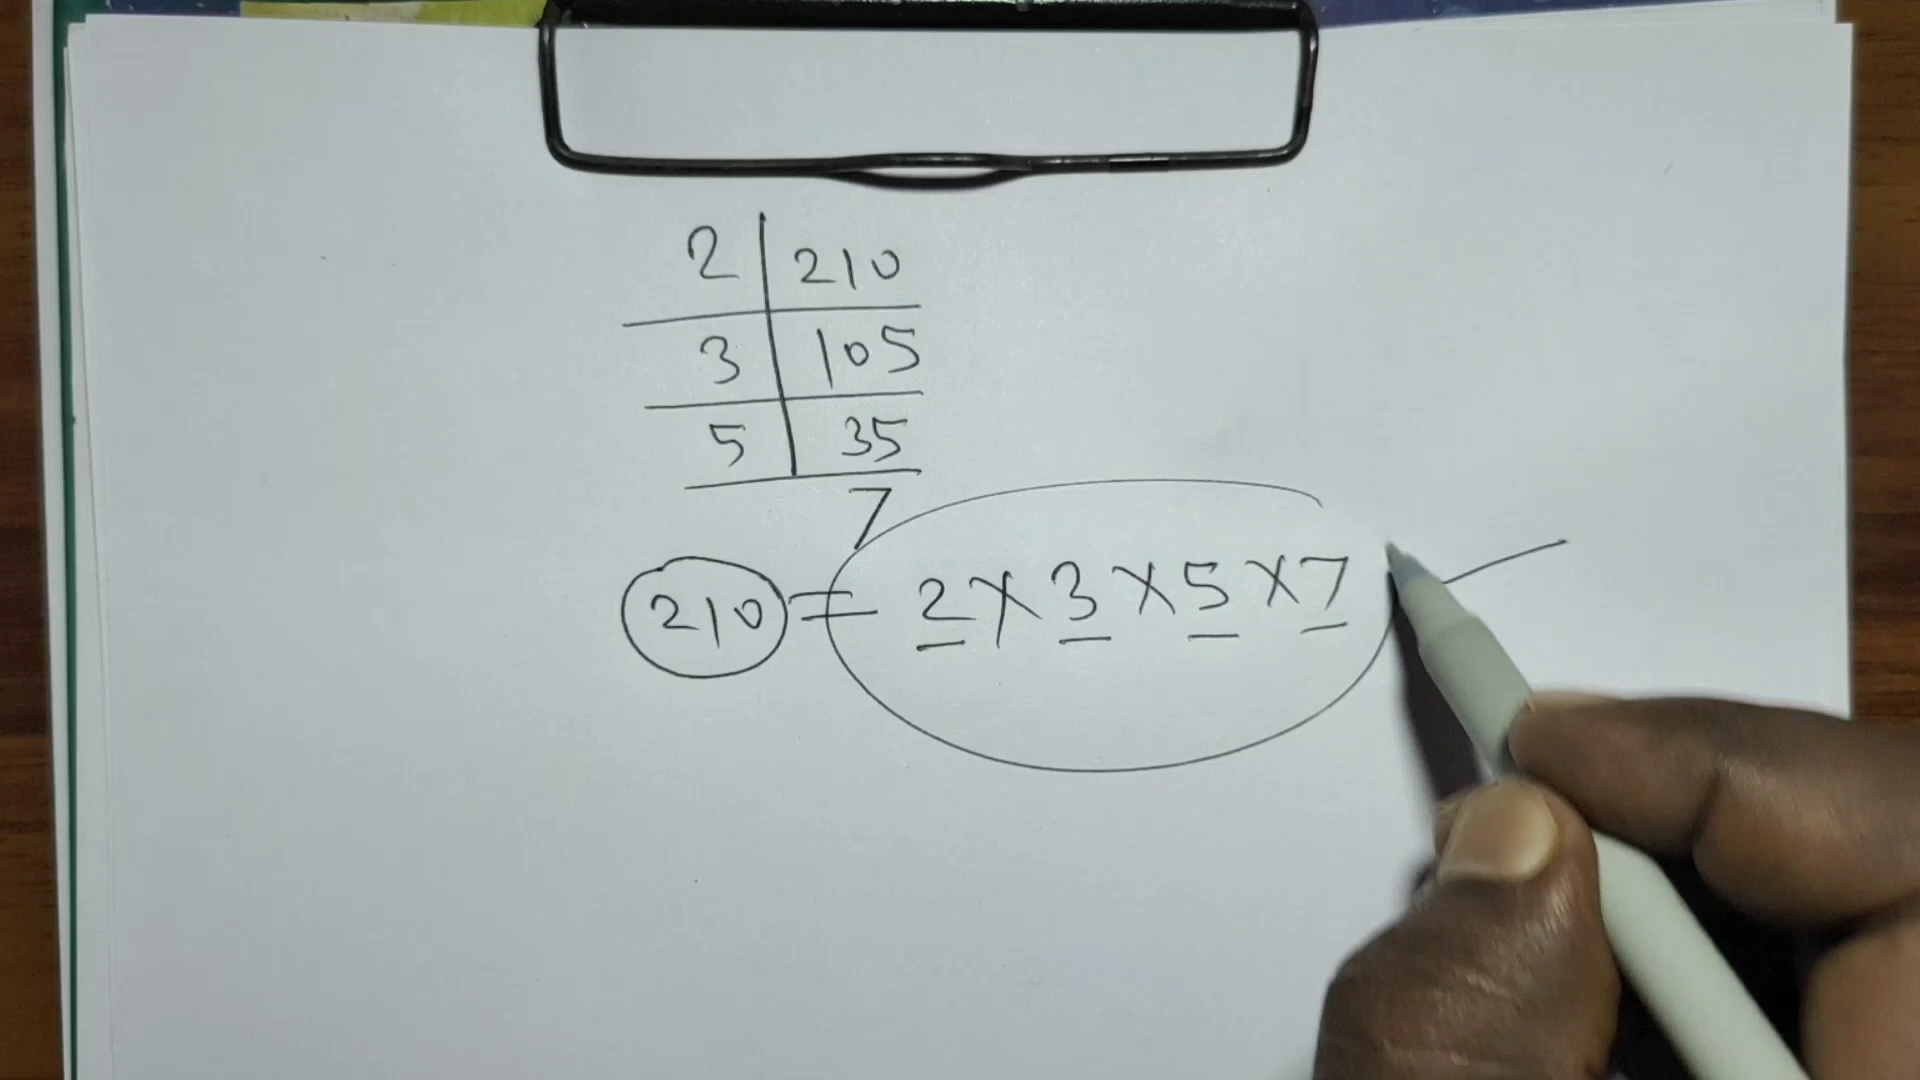 2 | 210
3 | 105
5 | 35
7
210 = 2 × 3 × 5 × 7